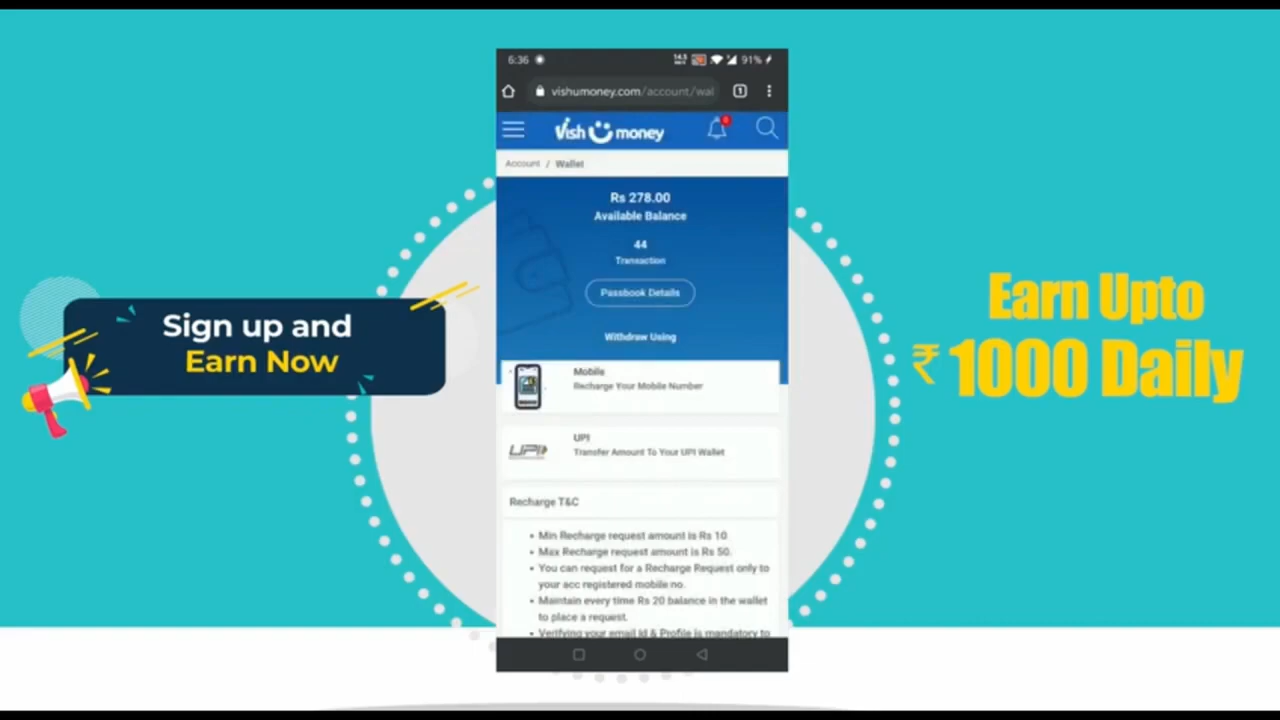 6:36
91%
vishumoney.com/account/wal
1
Vish money
Account / Wallet
Rs 278.00
Available Balance
44
Transaction
Passbook Details
Withdraw Using
Mobile
Recharge Your Mobile Number
UPI
UPI
Transfer Amount To Your UPI Wallet
Recharge T&C
• Min Recharge request amount is Rs 10
• Max Recharge request amount is Rs 50.
• You can request for a Recharge Request only to
your acc registered mobile no.
• Maintain every time Rs 20 balance in the wallet
to place a request.
• Verifying your email Id & Profile is mandatory to
Sign up and
Earn Now
Earn Upto
₹ 1000 Daily